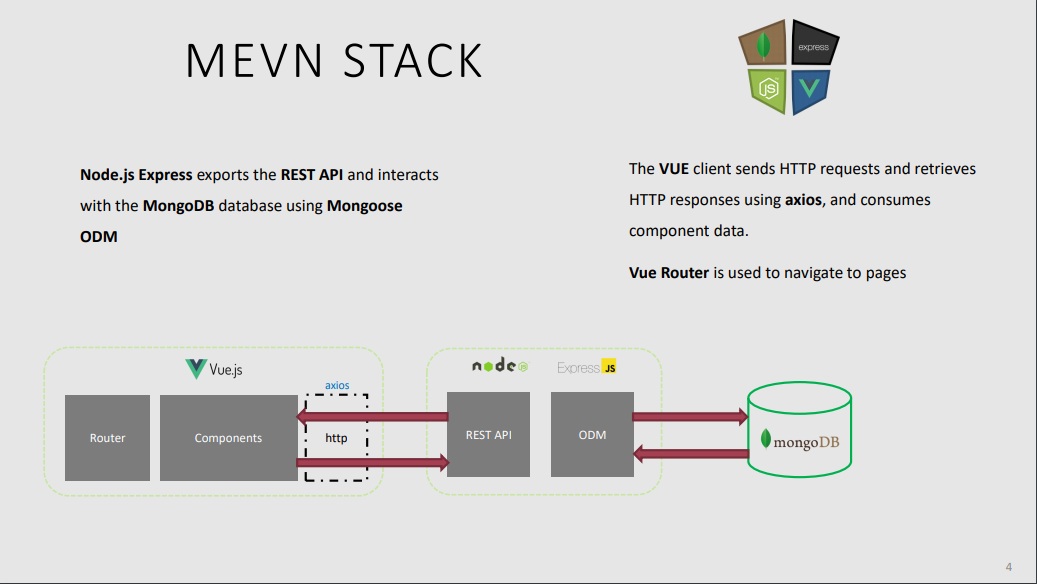 MEVN STACK
express
JS
Node.js Express exports the REST API and interacts
with the MongoDB database using Mongoose
ODM
The VUE client sends HTTP requests and retrieves
HTTP responses using axios, and consumes
component data.
Vue Router is used to navigate to pages
Vue.js
axios
Router
Components
http
node JS
Express JS
REST API
ODM
mongoDB
4